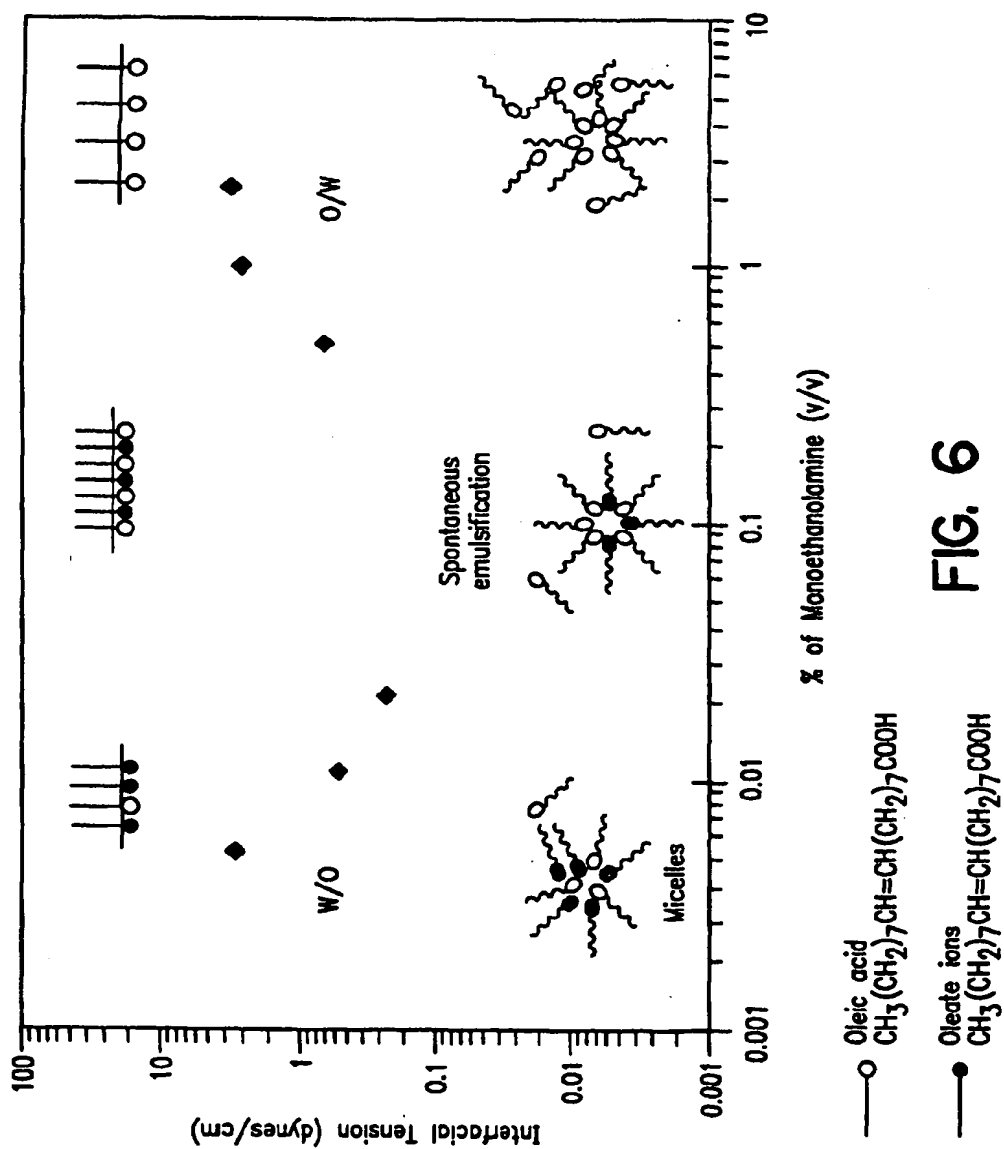 Interfacial Tension (dynes/cm)
100
10
1
0.1
0.01
0.001
W/O
Spontaneous
emulsification
O/W
Micelles
0.001
0.01
0.1
1
10
% of Monoethanolamine (v/v)
Oleic acid
CH3(CH2)7CH=CH(CH2)7COOH
Oleate ions
CH3(CH2)7CH=CH(CH2)7COOH
FIG. 6